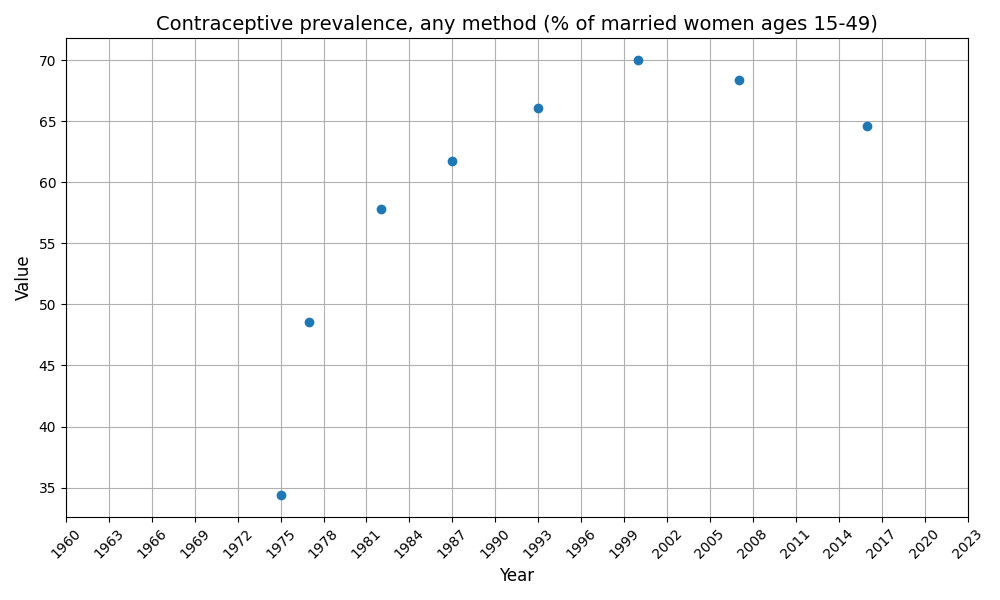 Contraceptive prevalence, any method (% of married women ages 15-49)
70
65
60
55
50
45
40
35
Value
1960 1963 1966 1969 1972 1975 1978 1981 1984 1987 1990 1993 1996 1999 2002 2005 2008 2011 2014 2017 2020 2023
Year